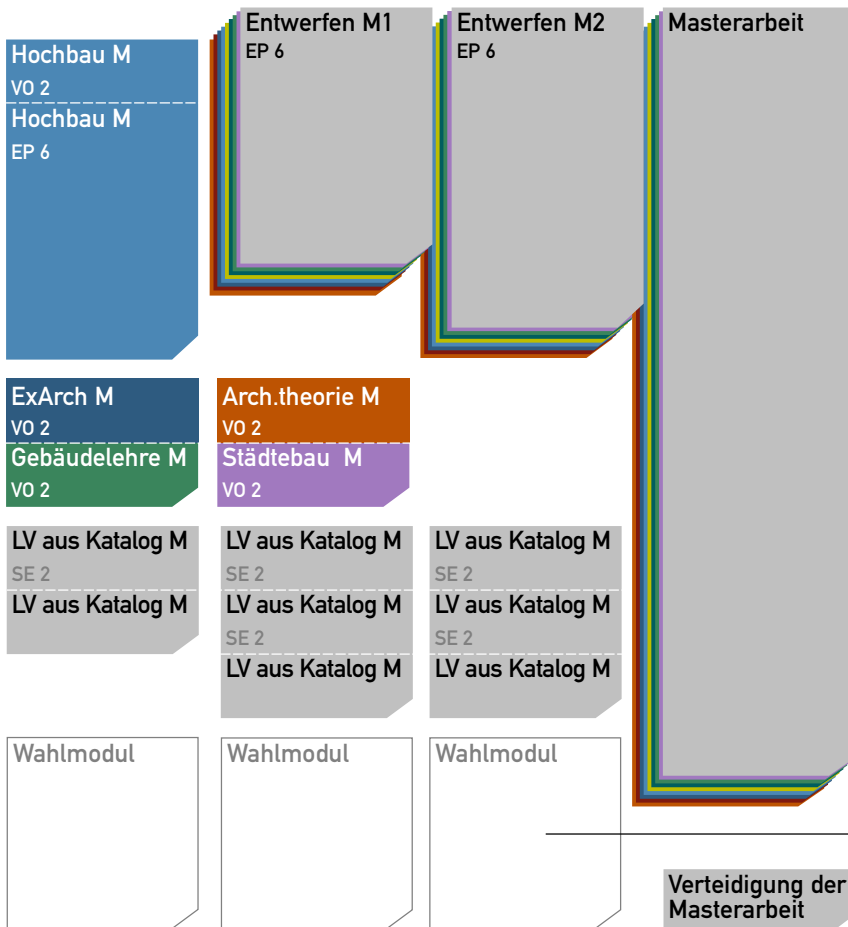 Hochbau M
VO 2
Hochbau M
EP 6
Entwerfen M1
EP 6
Entwerfen M2
EP 6
Masterarbeit
ExArch M
VO 2
Gebäudelehre M
VO 2
Arch.theorie M
VO 2
Städtebau M
VO 2
LV aus Katalog M
SE 2
LV aus Katalog M
LV aus Katalog M
SE 2
LV aus Katalog M
SE 2
LV aus Katalog M
LV aus Katalog M
SE 2
LV aus Katalog M
SE 2
LV aus Katalog M
Wahlmodul
Wahlmodul
Wahlmodul
Verteidigung der
Masterarbeit